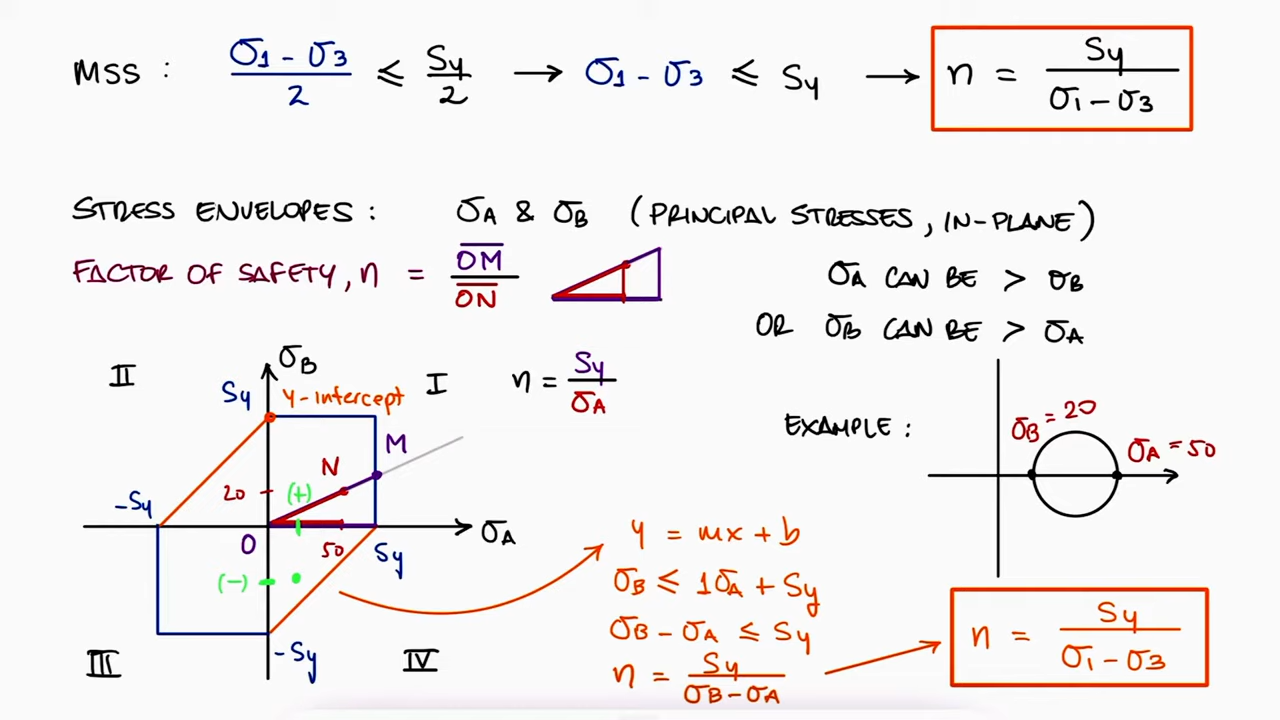 MSS : σ1 - σ3 / 2 ≤ Sy / 2 → σ1 - σ3 ≤ Sy → n = Sy / σ1 - σ3
STRESS ENVELOPES : σA & σB (PRINCIPAL STRESSES, IN-PLANE)
FACTOR OF SAFETY, n = OM / ON
σA CAN BE > σB
OR σB CAN BE > σA
II
σB
Sy
Y-intercept
I
n = Sy / σA
M
N
20
(+)
-Sy
O
50
Sy
σA
(-)
-Sy
III
IV
EXAMPLE :
σB = 20
σA = 50
y = mx + b
σB ≤ 1σA + Sy
σB - σA ≤ Sy
n = Sy / σB - σA
n = Sy / σ1 - σ3